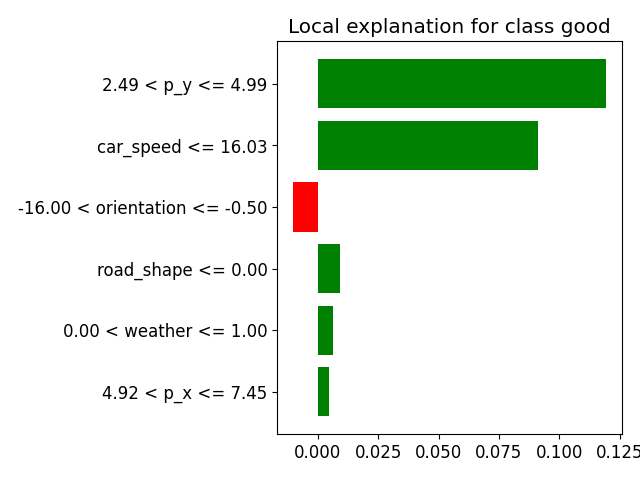 Local explanation for class good
2.49 < p_y <= 4.99
car_speed <= 16.03
-16.00 < orientation <= -0.50
road_shape <= 0.00
0.00 < weather <= 1.00
4.92 < p_x <= 7.45
0.000 0.025 0.050 0.075 0.100 0.125